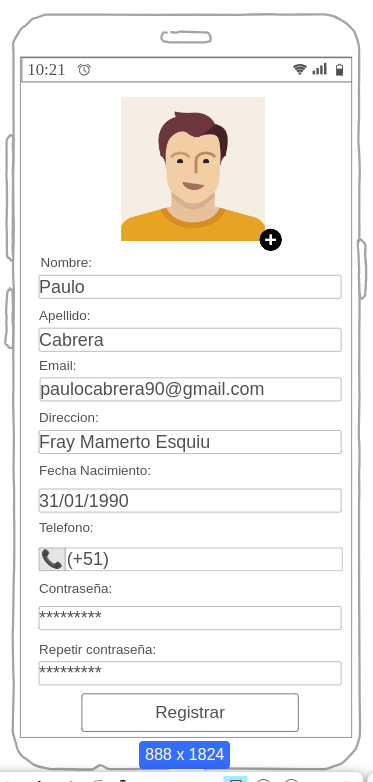 10:21
Nombre:
Paulo
Apellido:
Cabrera
Email:
paulocabrera90@gmail.com
Direccion:
Fray Mamerto Esquiu
Fecha Nacimiento:
31/01/1990
Telefono:
(+51)
Contraseña:
*********
Repetir contraseña:
*********
Registrar
888 x 1824